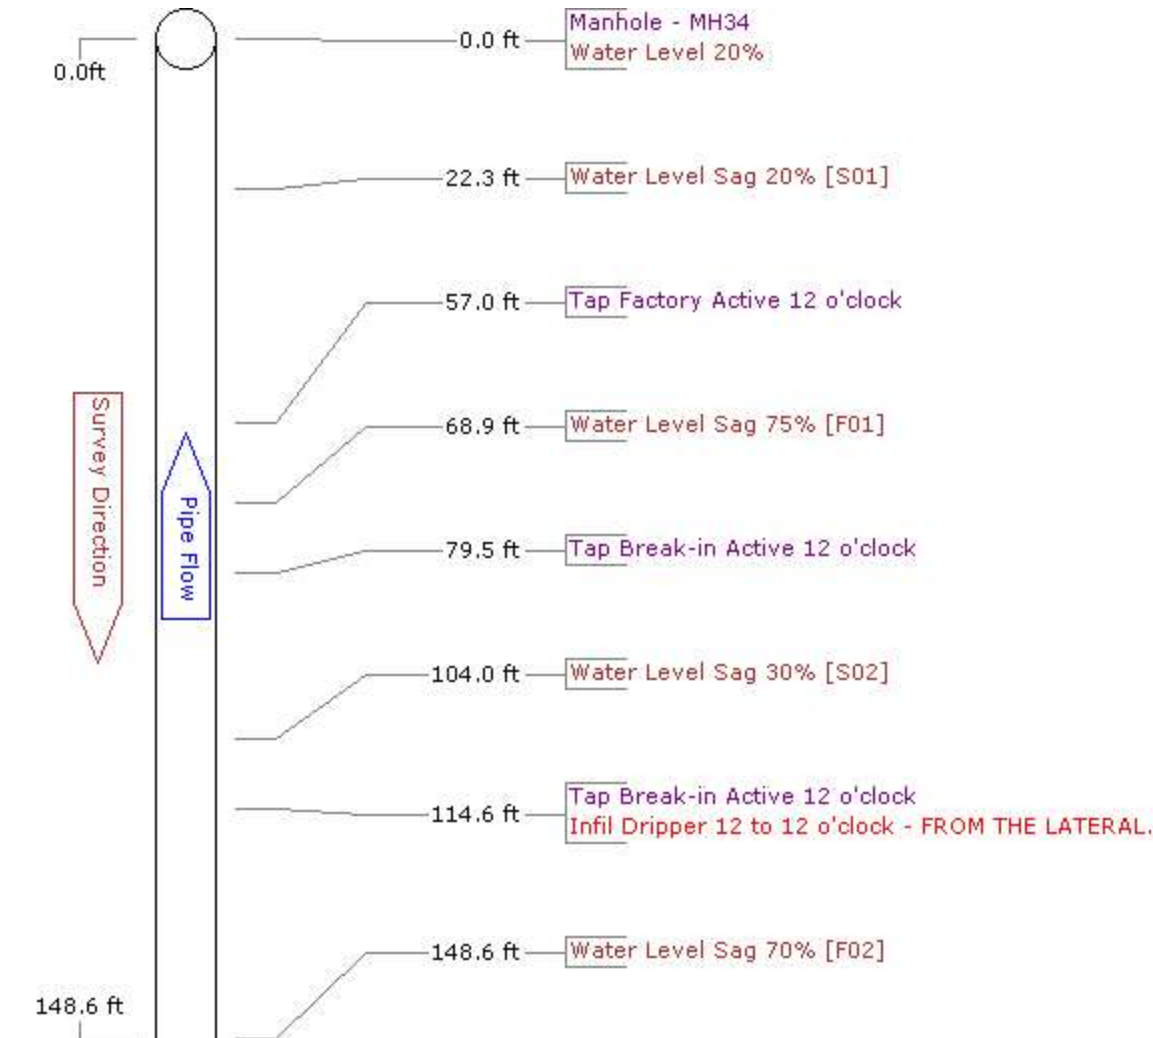 Manhole - MH34
0.0 ft
Water Level 20%
0.0ft
22.3 ft Water Level Sag 20% [S01]
57.0 ft Tap Factory Active 12 o'clock
68.9 ft Water Level Sag 75% [F01]
Survey Direction
Pipe Flow
79.5 ft Tap Break-in Active 12 o'clock
104.0 ft Water Level Sag 30% [S02]
Tap Break-in Active 12 o'clock
114.6 ft
Infil Dripper 12 to 12 o'clock - FROM THE LATERAL.
148.6 ft Water Level Sag 70% [F02]
148.6 ft